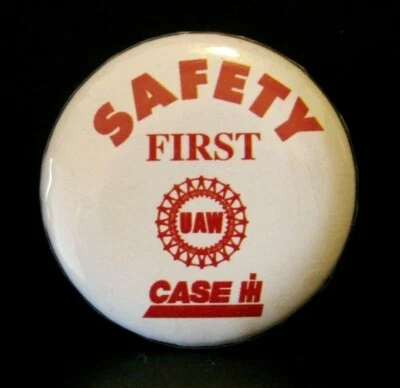 SAFETY
FIRST
UAW
CASE IH